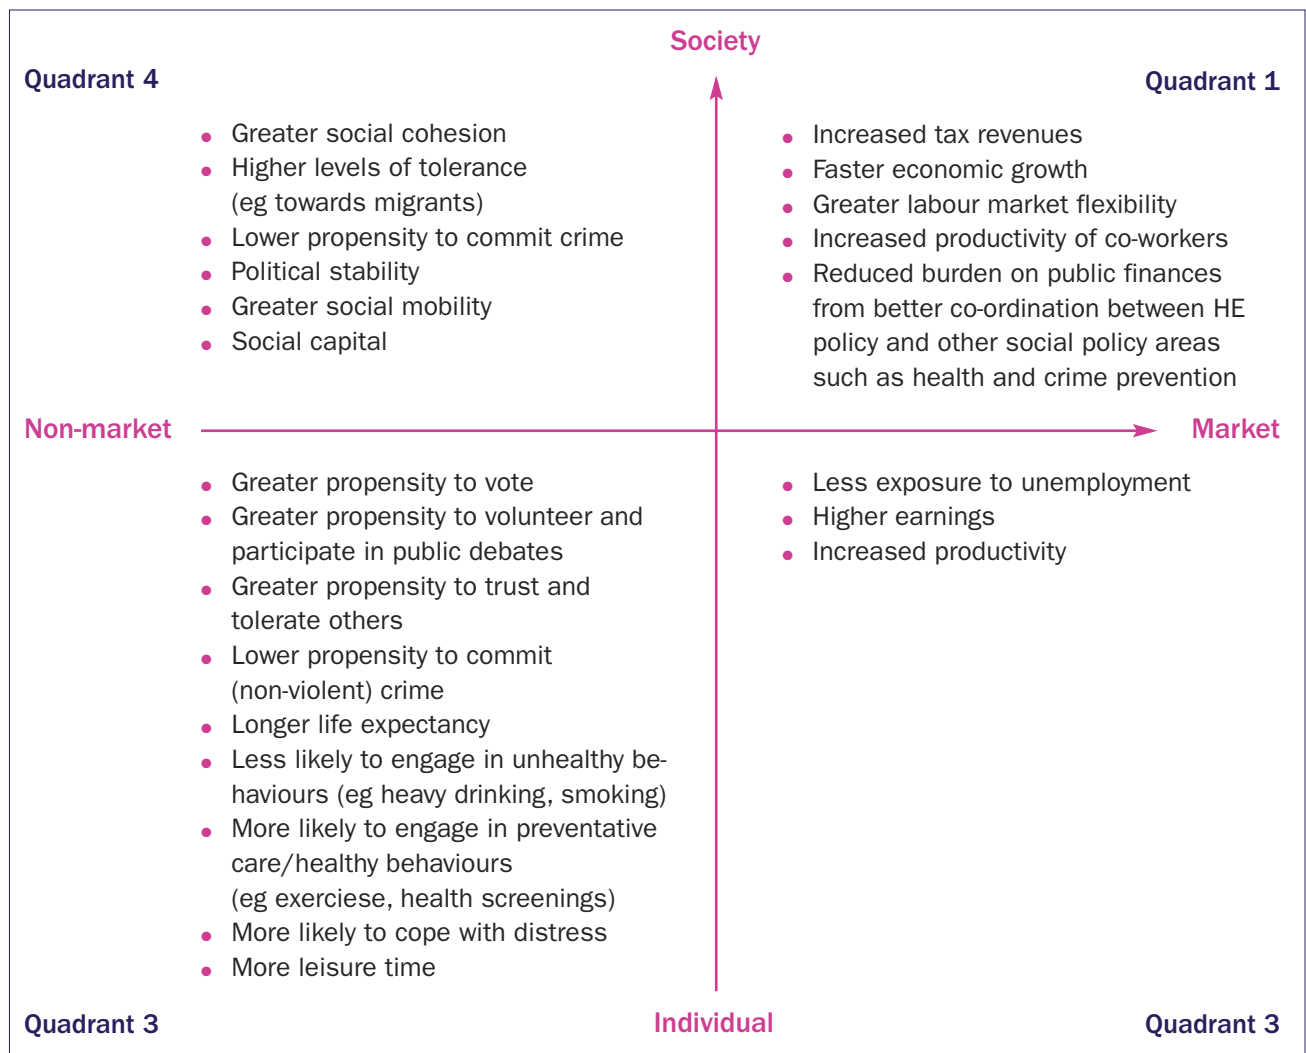 Society
Quadrant 4
Quadrant 1
• Greater social cohesion
• Higher levels of tolerance
(eg towards migrants)
• Lower propensity to commit crime
• Political stability
• Greater social mobility
• Social capital
• Increased tax revenues
• Faster economic growth
• Greater labour market flexibility
• Increased productivity of co-workers
• Reduced burden on public finances
from better co-ordination between HE
policy and other social policy areas
such as health and crime prevention
Non-market
Market
• Greater propensity to vote
• Greater propensity to volunteer and
participate in public debates
• Greater propensity to trust and
tolerate others
• Lower propensity to commit
(non-violent) crime
• Longer life expectancy
• Less likely to engage in unhealthy be-
haviours (eg heavy drinking, smoking)
• More likely to engage in preventative
care/healthy behaviours
(eg exerciese, health screenings)
• More likely to cope with distress
• More leisure time
• Less exposure to unemployment
• Higher earnings
• Increased productivity
Quadrant 3
Individual
Quadrant 3